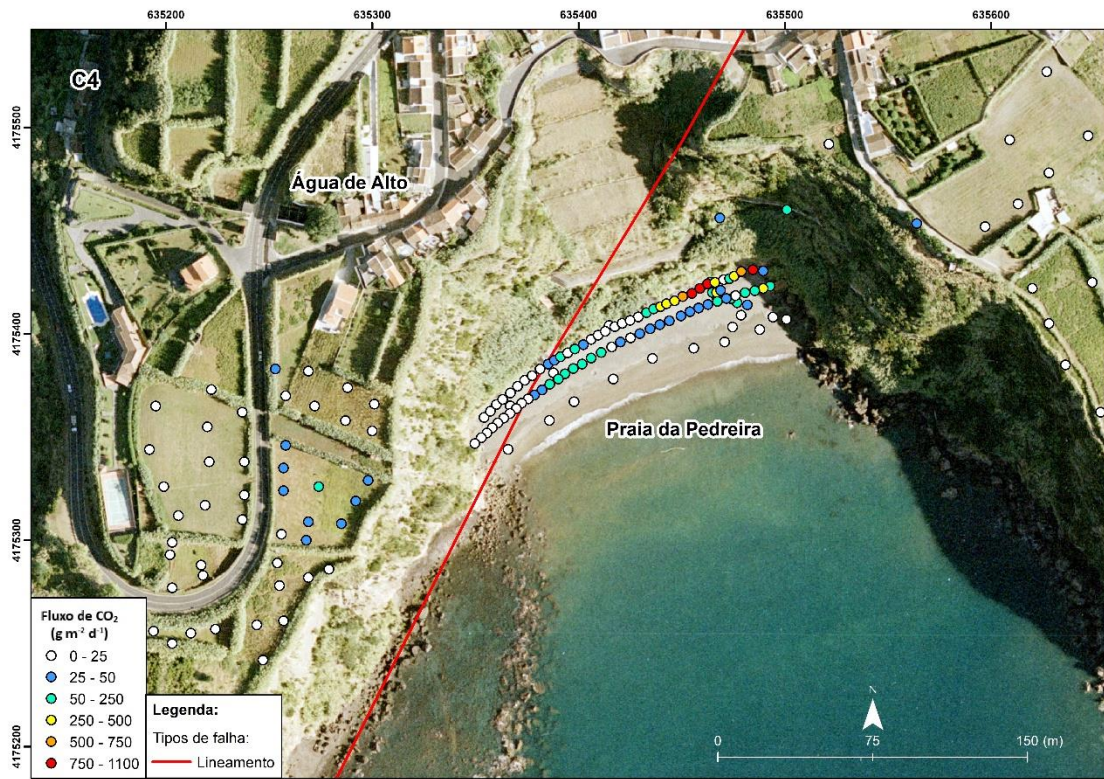 635200 635300 635400 635500 635600
C4
4175500
Água de Alto
4175400
Praia da Pedreira
4175300
Fluxo de CO₂
(g m⁻² d⁻¹)
0 - 25
25 - 50
50 - 250
250 - 500
500 - 750
750 - 1100
Legenda:
Tipos de falha:
Lineamento
N
0 75 150 (m)
4175200